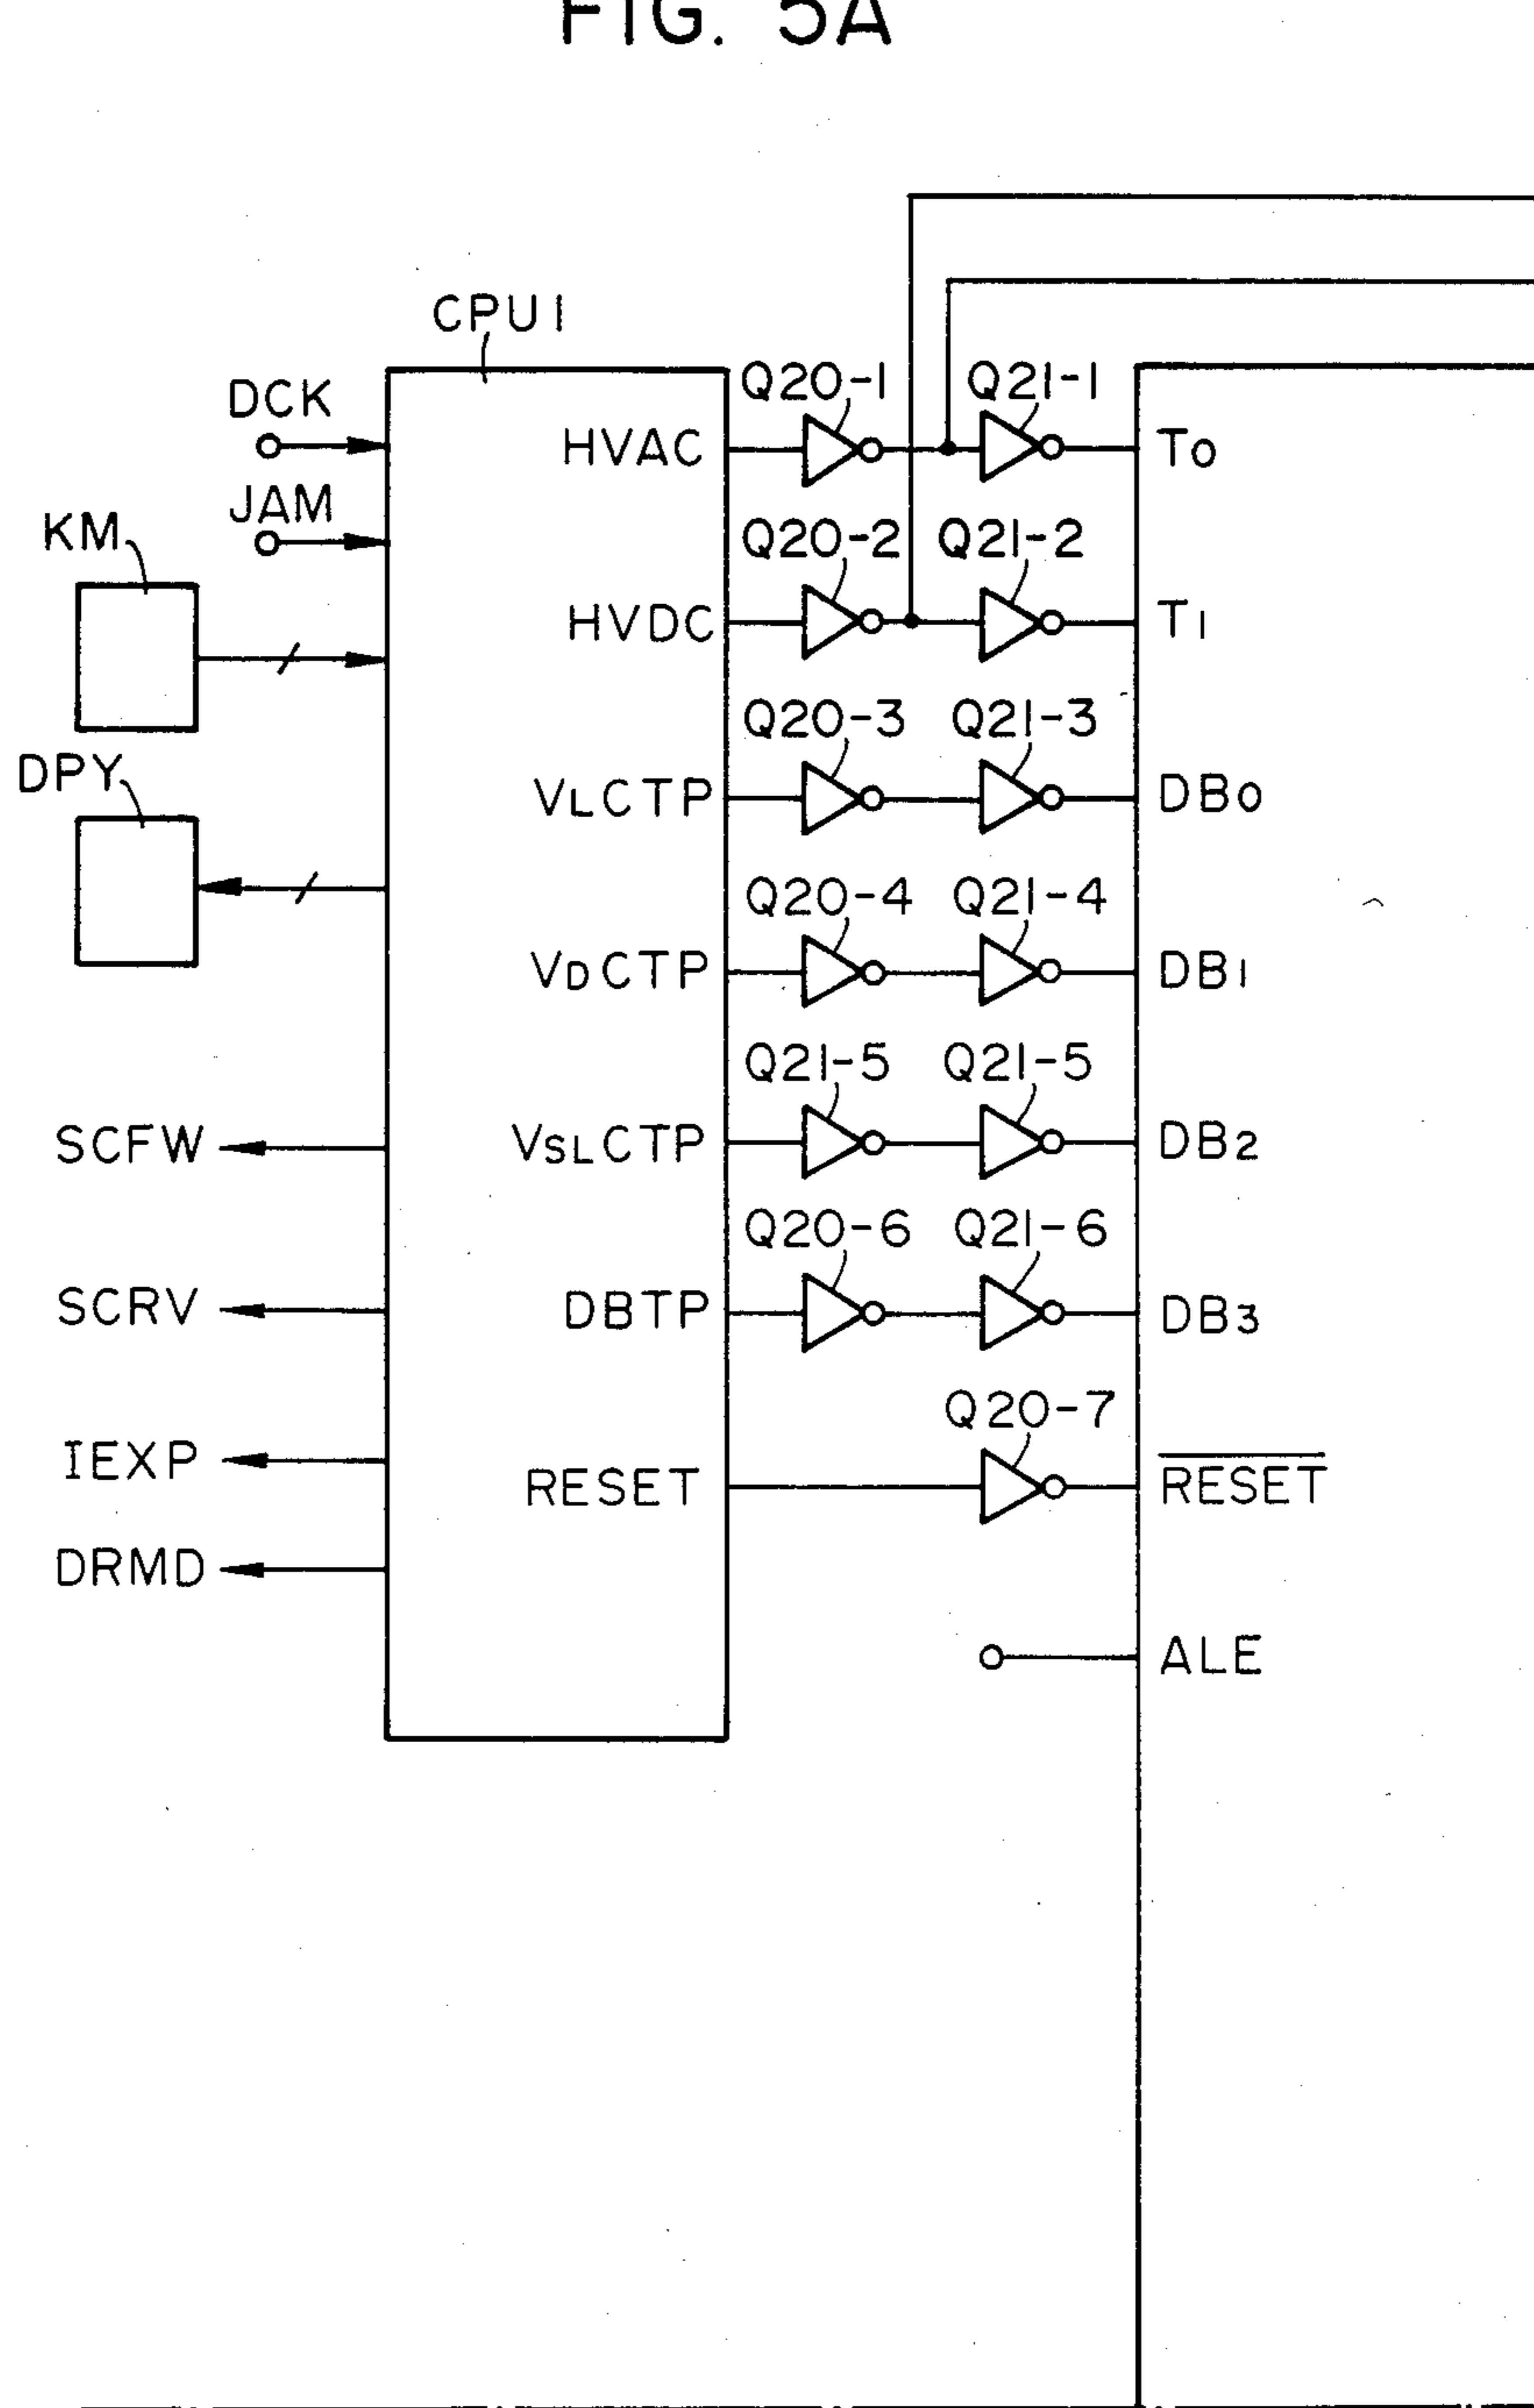 FIG. 5A
CPU1
DCK
JAM
KM
DPY
SCFW
SCRV
IEXP
DRMD
HVAC
HVDC
VLCTP
VDCTP
VSLCTP
DBTP
RESET
Q20-1 Q21-1
Q20-2 Q21-2
Q20-3 Q21-3
Q20-4 Q21-4
Q21-5 Q21-5
Q20-6 Q21-6
Q20-7
T0
T1
DB0
DB1
DB2
DB3
RESET
ALE